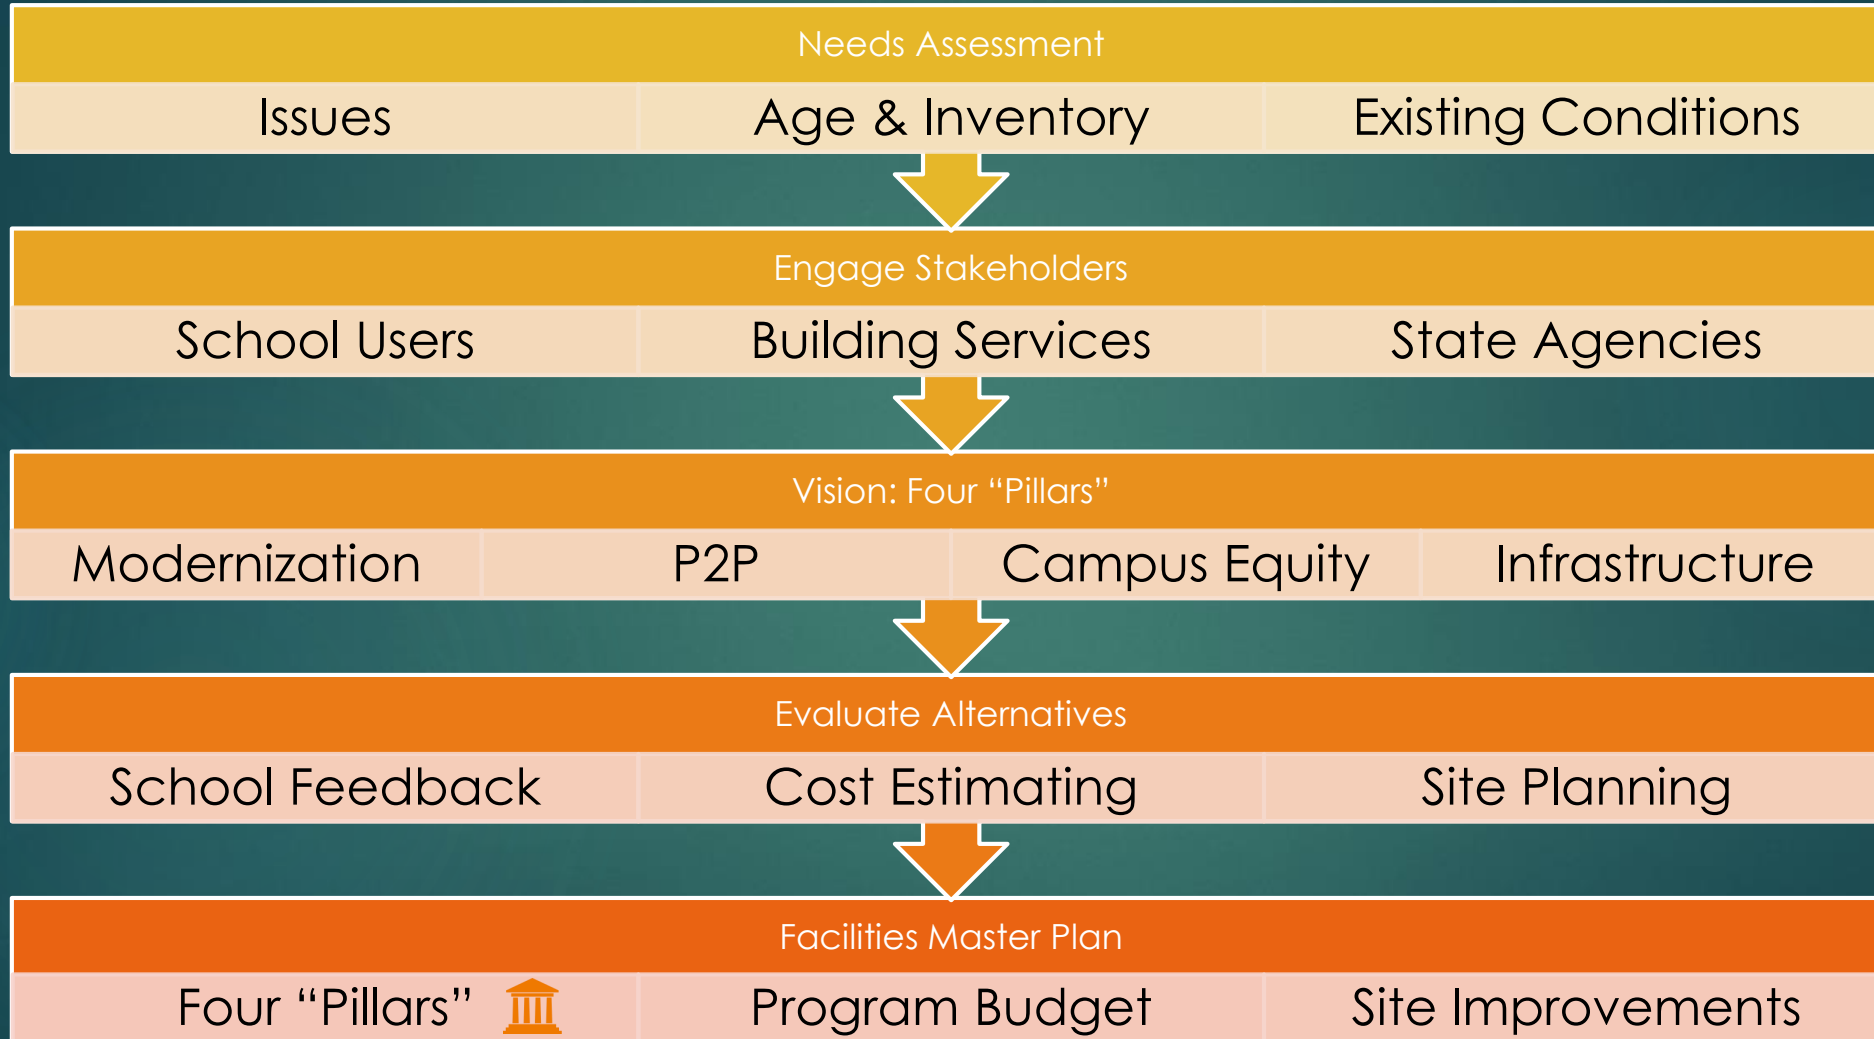 Needs Assessment
Issues Age & Inventory Existing Conditions
Engage Stakeholders
School Users Building Services State Agencies
Vision: Four “Pillars”
Modernization P2P Campus Equity Infrastructure
Evaluate Alternatives
School Feedback Cost Estimating Site Planning
Facilities Master Plan
Four “Pillars” Program Budget Site Improvements